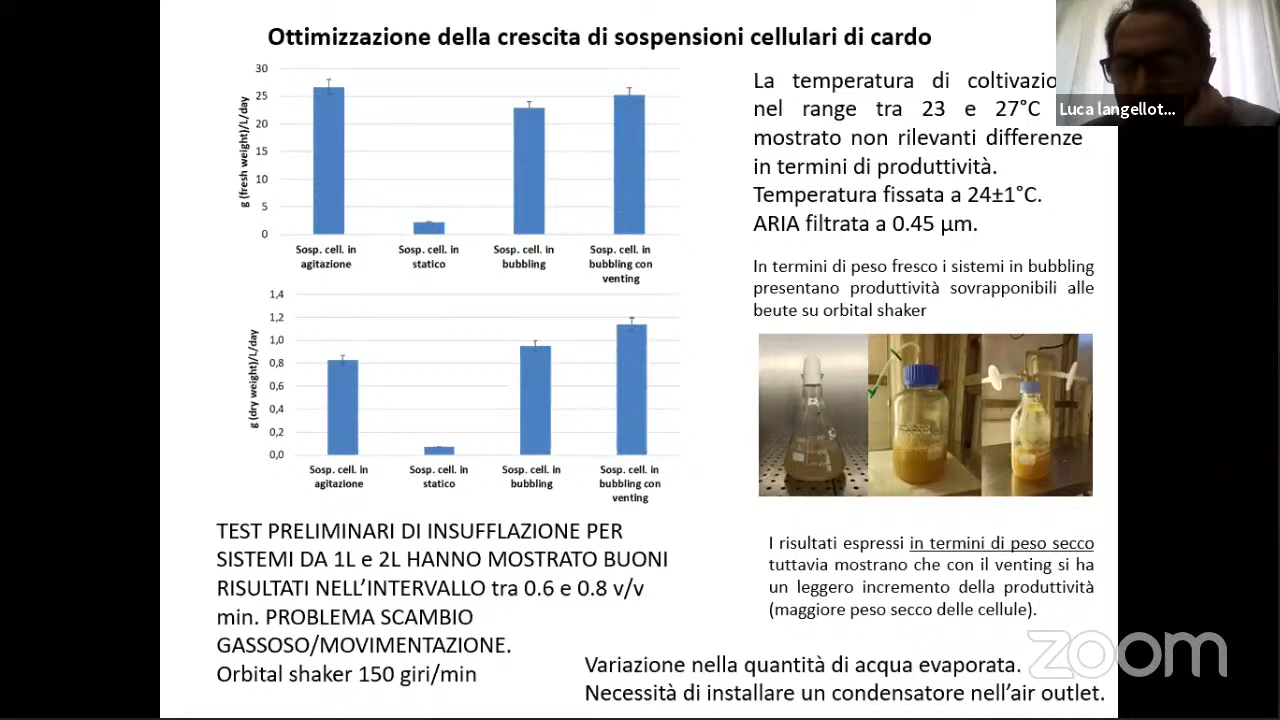 Ottimizzazione della crescita di sospensioni cellulari di cardo
30
25
20
15
10
5
0
g (fresh weight)/L/day
Sosp. cell. in agitazione
Sosp. cell. in statico
Sosp. cell. in bubbling
Sosp. cell. in bubbling con venting
1,4
1,2
1,0
0,8
0,6
0,4
0,2
0,0
g (dry weight)/L/day
Sosp. cell. in agitazione
Sosp. cell. in statico
Sosp. cell. in bubbling
Sosp. cell. in bubbling con venting
TEST PRELIMINARI DI INSUFFLAZIONE PER
SISTEMI DA 1L e 2L HANNO MOSTRATO BUONI
RISULTATI NELL’INTERVALLO tra 0.6 e 0.8 v/v
min. PROBLEMA SCAMBIO
GASSOSO/MOVIMENTAZIONE.
Orbital shaker 150 giri/min
La temperatura di coltivazio
nel range tra 23 e 27°C
mostrato non rilevanti differenze
in termini di produttività.
Temperatura fissata a 24±1°C.
ARIA filtrata a 0.45 µm.
Luca Iangellot...
In termini di peso fresco i sistemi in bubbling
presentano produttività sovrapponibili alle
beute su orbital shaker
I risultati espressi in termini di peso secco
tuttavia mostrano che con il venting si ha
un leggero incremento della produttività
(maggiore peso secco delle cellule).
Variazione nella quantità di acqua evaporata.
Necessità di installare un condensatore nell’air outlet.
zoom